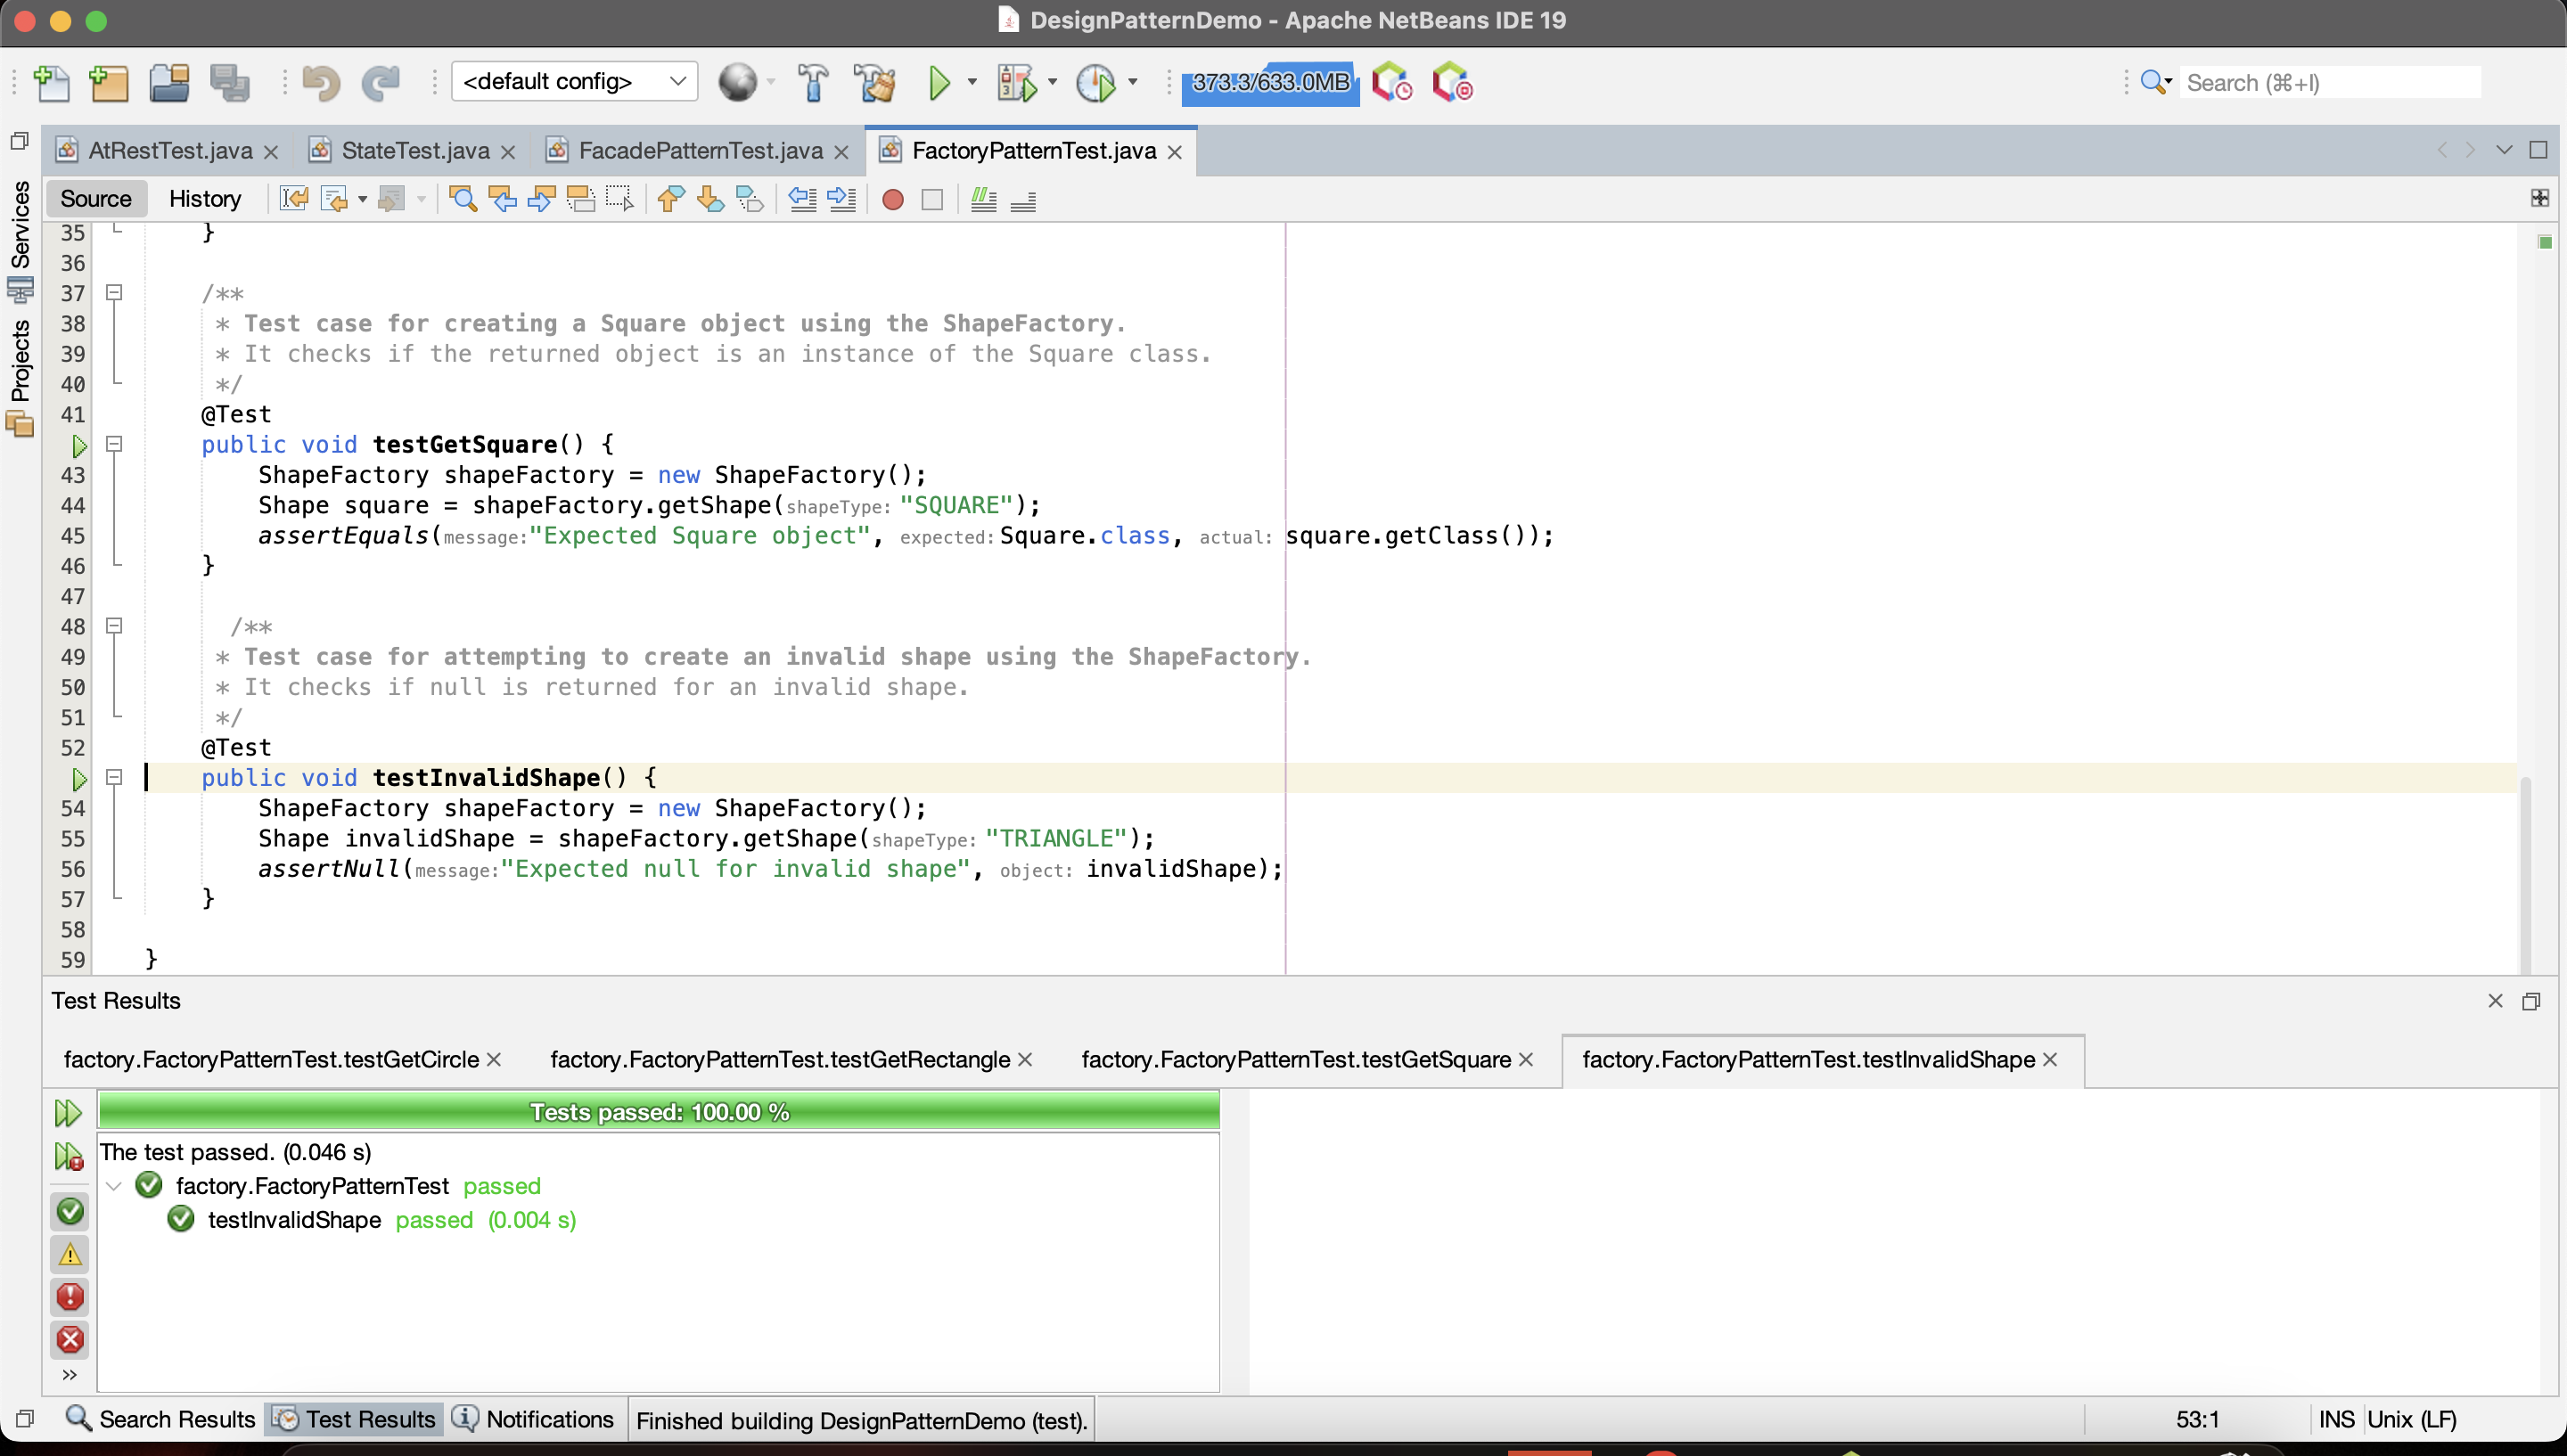 DesignPatternDemo - Apache NetBeans IDE 19
<default config>
373.3/633.0MB
Search (⌘+I)
AtRestTest.java
StateTest.java
FacadePatternTest.java
FactoryPatternTest.java
Source
History
Services
Projects
35 }
36
37 /**
38 * Test case for creating a Square object using the ShapeFactory.
39 * It checks if the returned object is an instance of the Square class.
40 */
41 @Test
public void testGetSquare() {
43 ShapeFactory shapeFactory = new ShapeFactory();
44 Shape square = shapeFactory.getShape(shapeType: "SQUARE");
45 assertEquals(message:"Expected Square object", expected: Square.class, actual: square.getClass());
46 }
47
48 /**
49 * Test case for attempting to create an invalid shape using the ShapeFactory.
50 * It checks if null is returned for an invalid shape.
51 */
52 @Test
public void testInvalidShape() {
54 ShapeFactory shapeFactory = new ShapeFactory();
55 Shape invalidShape = shapeFactory.getShape(shapeType: "TRIANGLE");
56 assertNull(message:"Expected null for invalid shape", object: invalidShape);
57 }
58
59 }
Test Results
factory.FactoryPatternTest.testGetCircle
factory.FactoryPatternTest.testGetRectangle
factory.FactoryPatternTest.testGetSquare
factory.FactoryPatternTest.testInvalidShape
Tests passed: 100.00 %
The test passed. (0.046 s)
factory.FactoryPatternTest passed
testInvalidShape passed (0.004 s)
Search Results
Test Results
Notifications
Finished building DesignPatternDemo (test).
53:1
INS
Unix (LF)